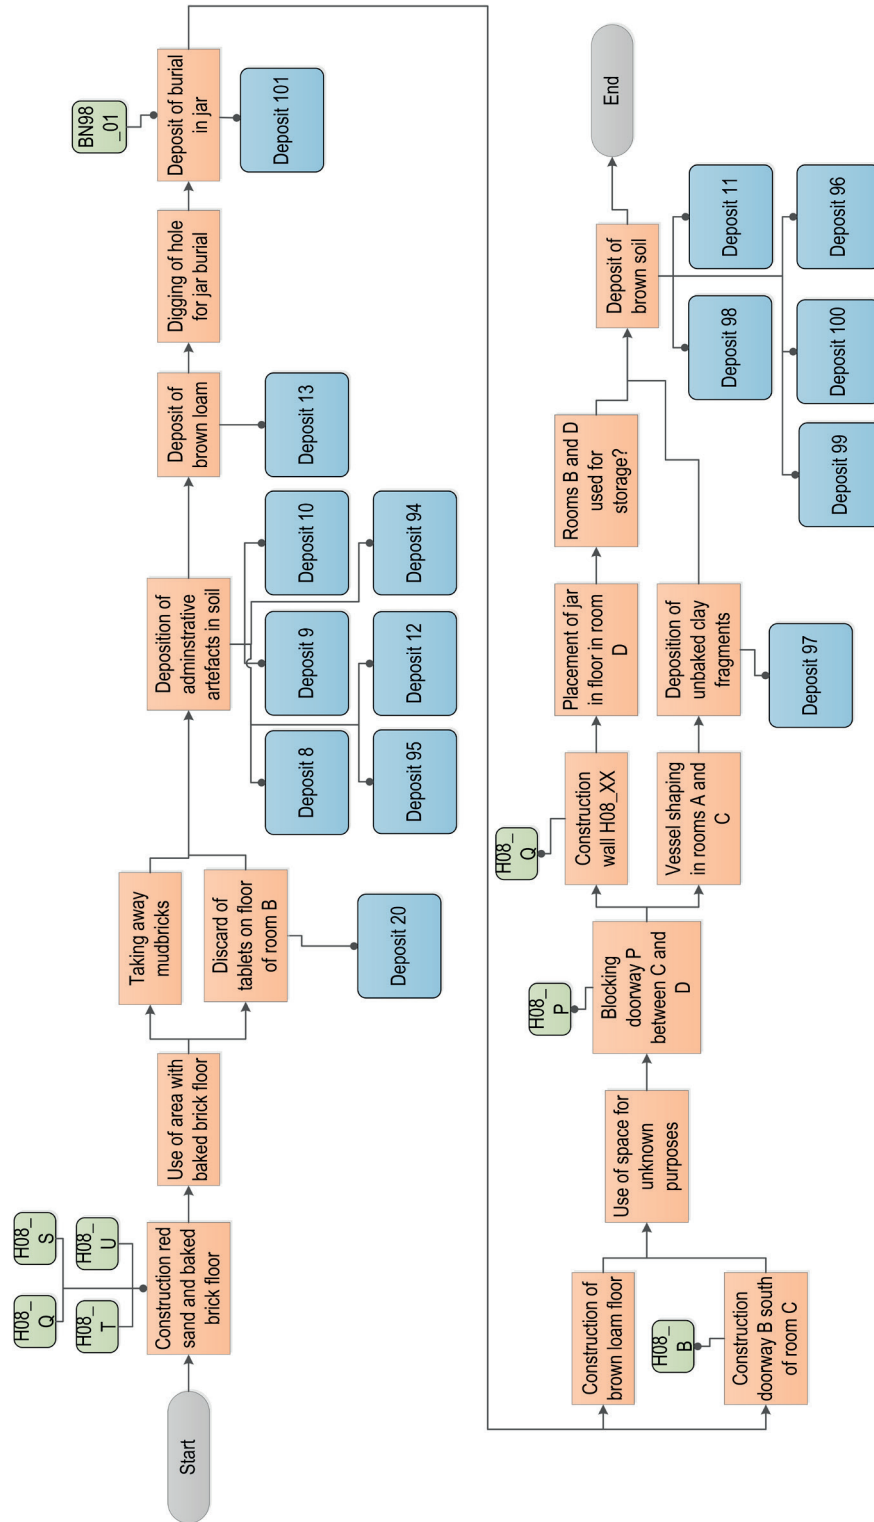 Start
H08_
Q
H08_
S
H08_
T
H08_
U
Construction red
sand and baked
brick floor
Use of area with
baked brick floor
Taking away
mudbricks
Discard of
tablets on floor
of room B
Deposit 20
Deposition of
adminstrative
artefacts in soil
Deposit 8
Deposit 9
Deposit 10
Deposit 95
Deposit 12
Deposit 94
Deposit of
brown loam
Deposit 13
Digging of hole
for jar burial
BN98
_01
Deposit of burial
in jar
Deposit 101
Construction of
brown loam floor
H08_
B
Construction
doorway B south
of room C
Use of space for
unknown
purposes
H08_
P
Blocking
doorway P
between C and
D
H08_
Q
Construction
wall H08_XX
Vessel shaping
in rooms A and
C
Placement of jar
in floor in room
D
Deposition of
unbaked clay
fragments
Deposit 97
Rooms B and D
used for
storage?
Deposit of
brown soil
Deposit 98
Deposit 11
Deposit 99
Deposit 100
Deposit 96
End